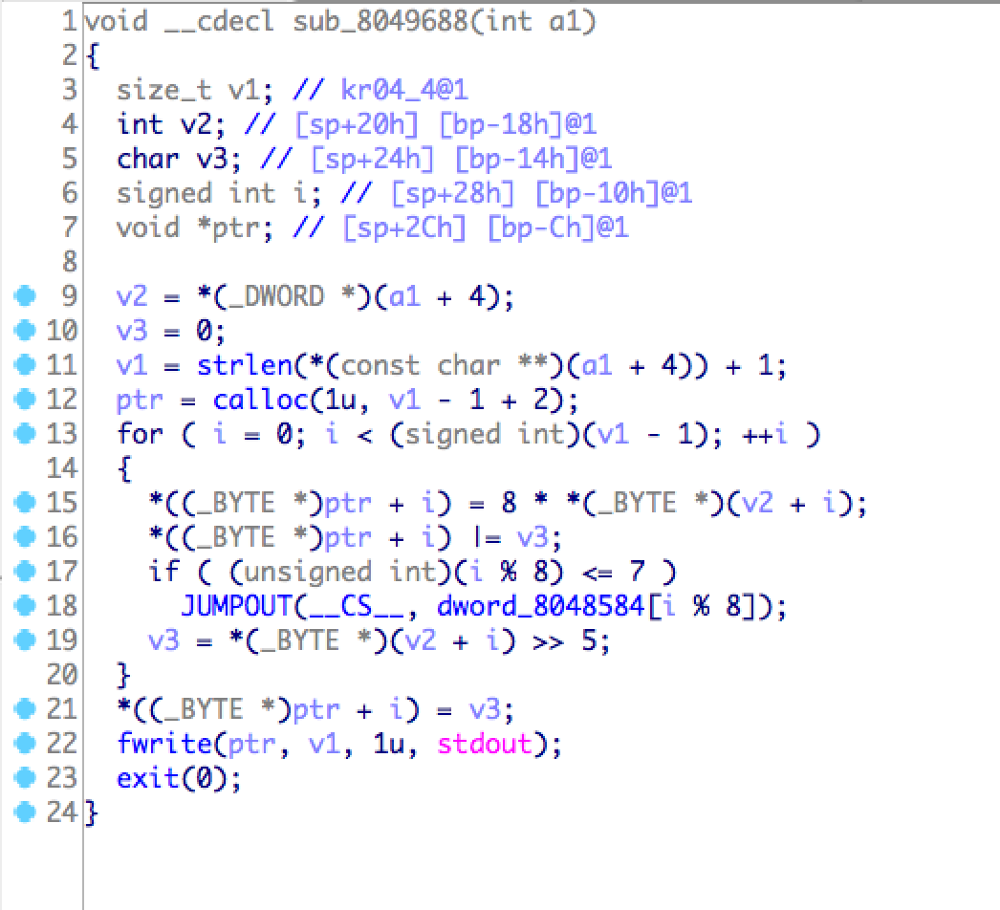 1 void __cdecl sub_8049688(int a1)
2 {
3   size_t v1; // kr04_4@1
4   int v2; // [sp+20h] [bp-18h]@1
5   char v3; // [sp+24h] [bp-14h]@1
6   signed int i; // [sp+28h] [bp-10h]@1
7   void *ptr; // [sp+2Ch] [bp-Ch]@1
8
9   v2 = *(_DWORD *)(a1 + 4);
10   v3 = 0;
11   v1 = strlen(*(const char **)(a1 + 4)) + 1;
12   ptr = calloc(1u, v1 - 1 + 2);
13   for ( i = 0; i < (signed int)(v1 - 1); ++i )
14   {
15     *((_BYTE *)ptr + i) = 8 * *(_BYTE *)(v2 + i);
16     *((_BYTE *)ptr + i) |= v3;
17     if ( (unsigned int)(i % 8) <= 7 )
18       JUMPOUT(__CS__, dword_8048584[i % 8]);
19     v3 = *(_BYTE *)(v2 + i) >> 5;
20   }
21   *((_BYTE *)ptr + i) = v3;
22   fwrite(ptr, v1, 1u, stdout);
23   exit(0);
24 }